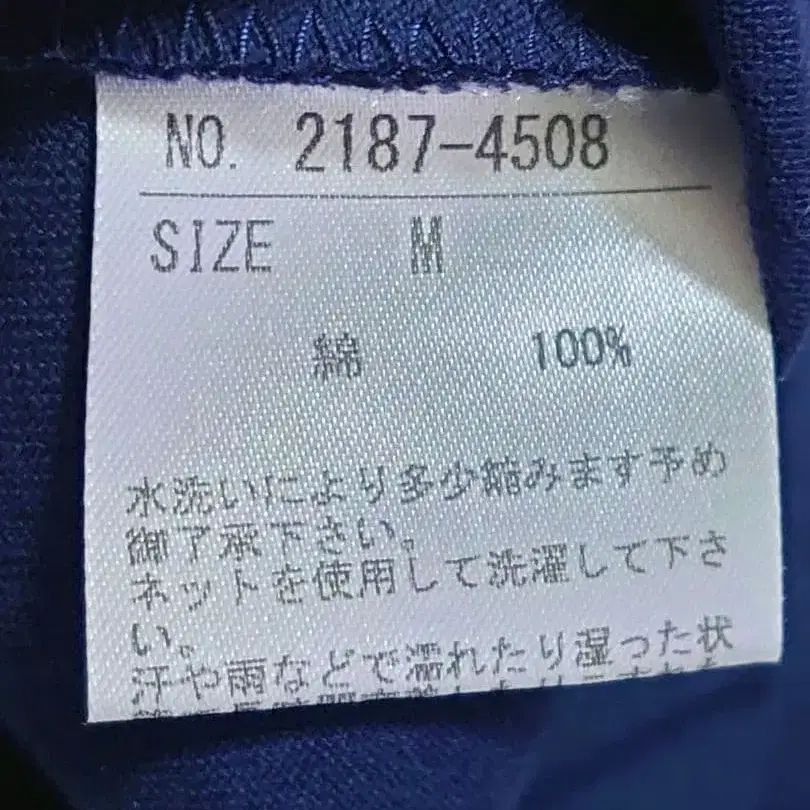 NO. 2187-4508
SIZE M
綿 100%
水洗いにより多少縮みます予め
御了承下さい。
ネットを使用して洗濯して下さ
い。
汗や雨などで濡れたり湿った状